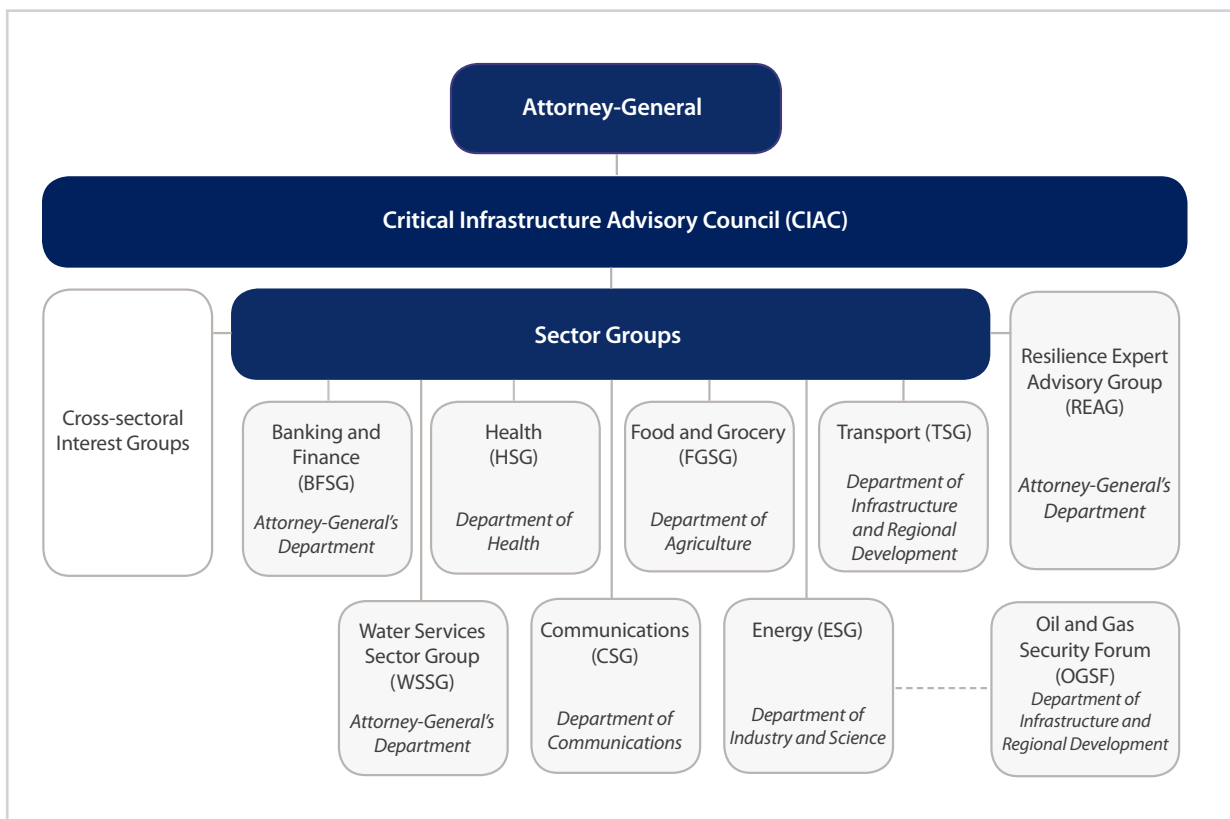 Attorney-General
Critical Infrastructure Advisory Council (CIAC)
Sector Groups
Cross-sectoral
Interest Groups
Resilience Expert
Advisory Group
(REAG)
Attorney-General’s
Department
Banking and
Finance
(BFSG)
Attorney-General’s
Department
Health
(HSG)
Department of
Health
Food and Grocery
(FGSG)
Department of
Agriculture
Transport (TSG)
Department of
Infrastructure
and Regional
Development
Water Services
Sector Group
(WSSG)
Attorney-General’s
Department
Communications
(CSG)
Department of
Communications
Energy (ESG)
Department of
Industry and Science
Oil and Gas
Security Forum
(OGSF)
Department of
Infrastructure and
Regional Development